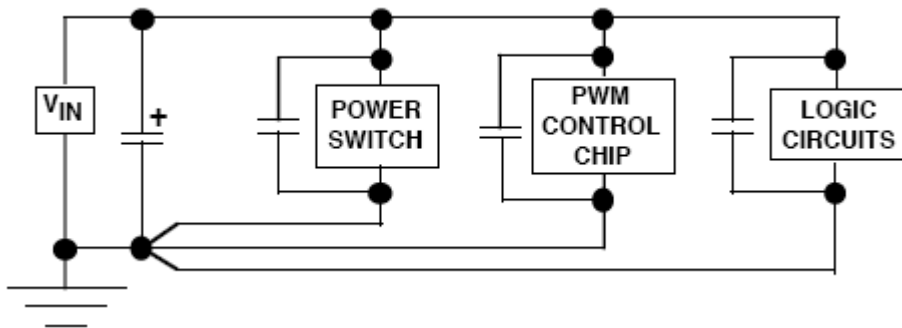 VIN
+
POWER
SWITCH
PWM
CONTROL
CHIP
LOGIC
CIRCUITS